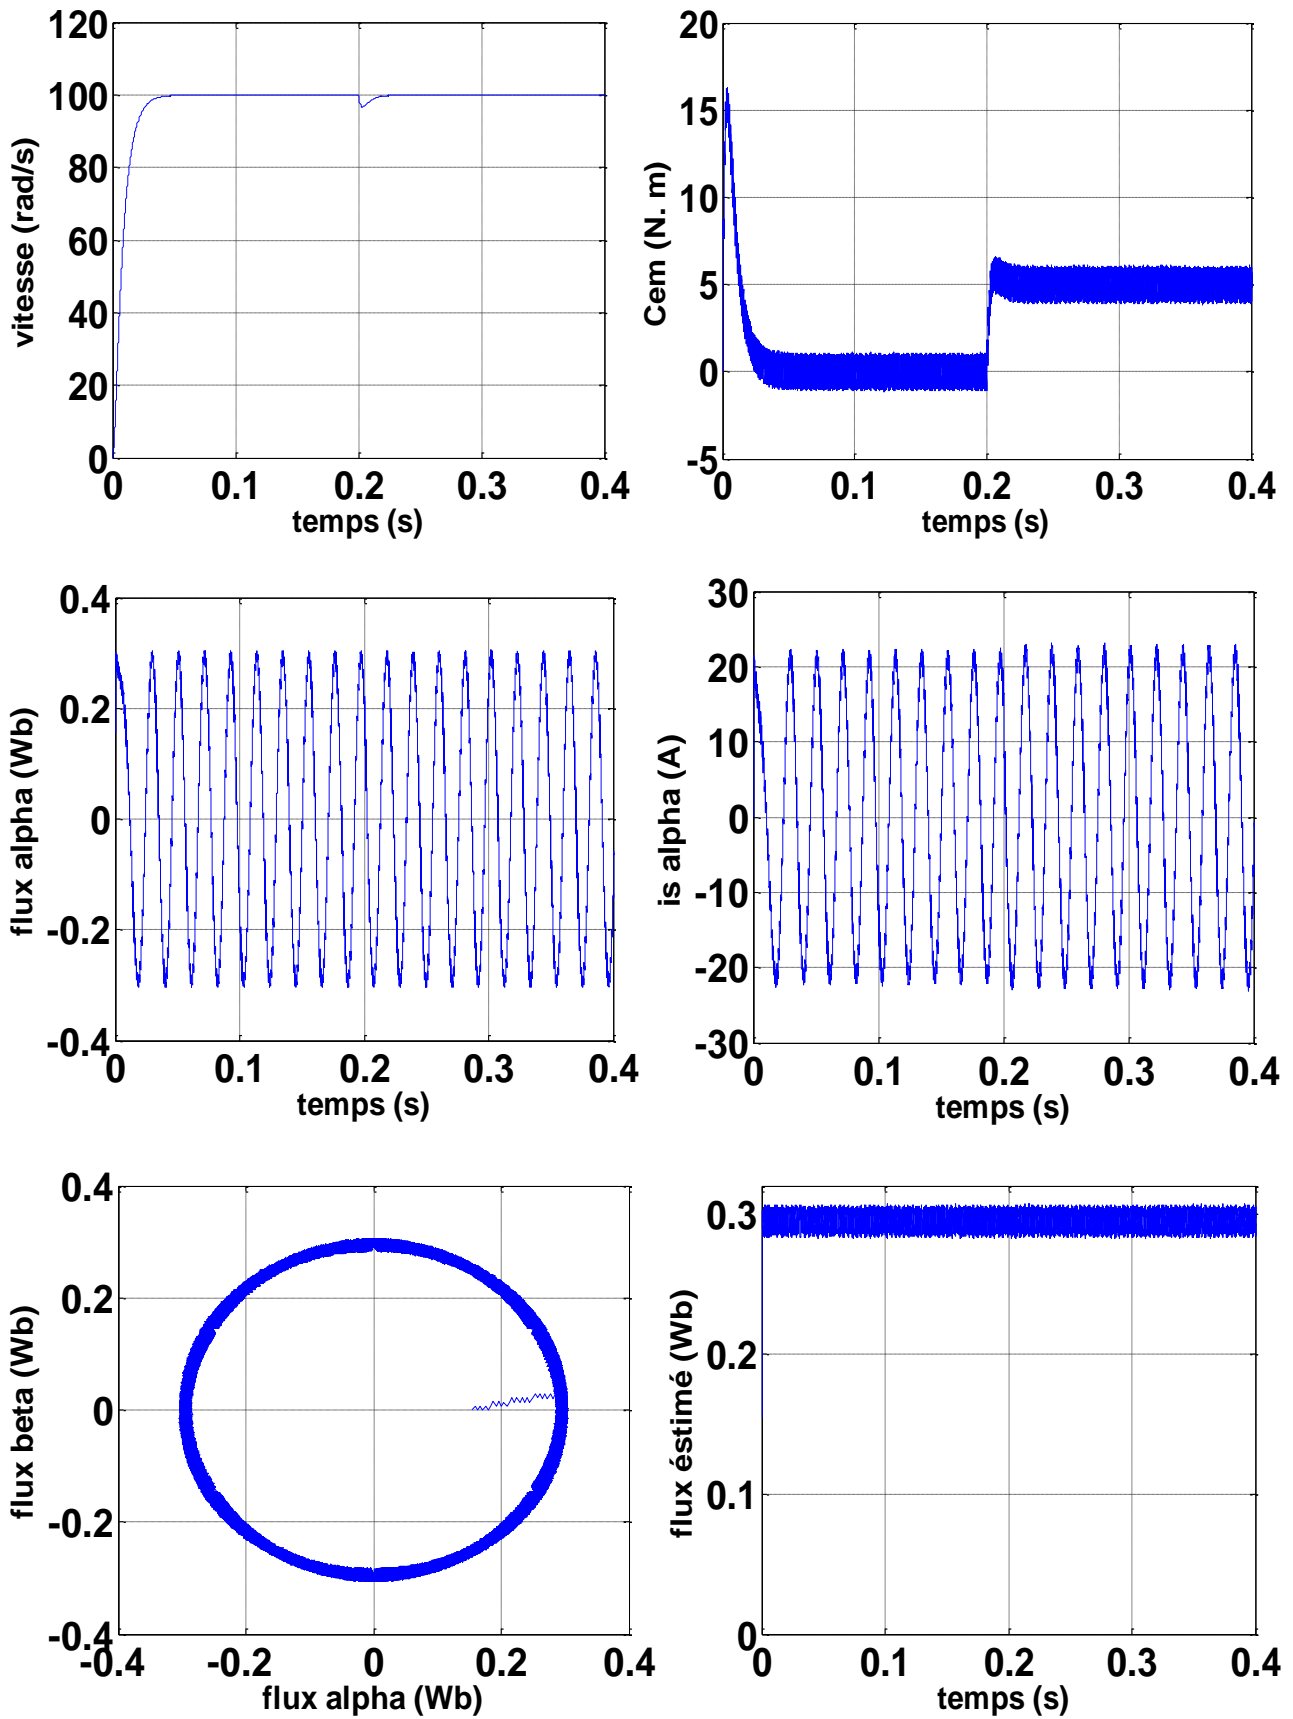 vitesse (rad/s)
120
100
80
60
40
20
0
0 0.1 0.2 0.3 0.4
temps (s)
Cem (N. m)
20
15
10
5
0
-5
0 0.1 0.2 0.3 0.4
temps (s)
flux alpha (Wb)
0.4
0.2
0
-0.2
-0.4
0 0.1 0.2 0.3 0.4
temps (s)
is alpha (A)
30
20
10
0
-10
-20
-30
0 0.1 0.2 0.3 0.4
temps (s)
flux beta (Wb)
0.4
0.2
0
-0.2
-0.4
-0.4 -0.2 0 0.2 0.4
flux alpha (Wb)
flux éstimé (Wb)
0.3
0.2
0.1
0
0 0.1 0.2 0.3 0.4
temps (s)